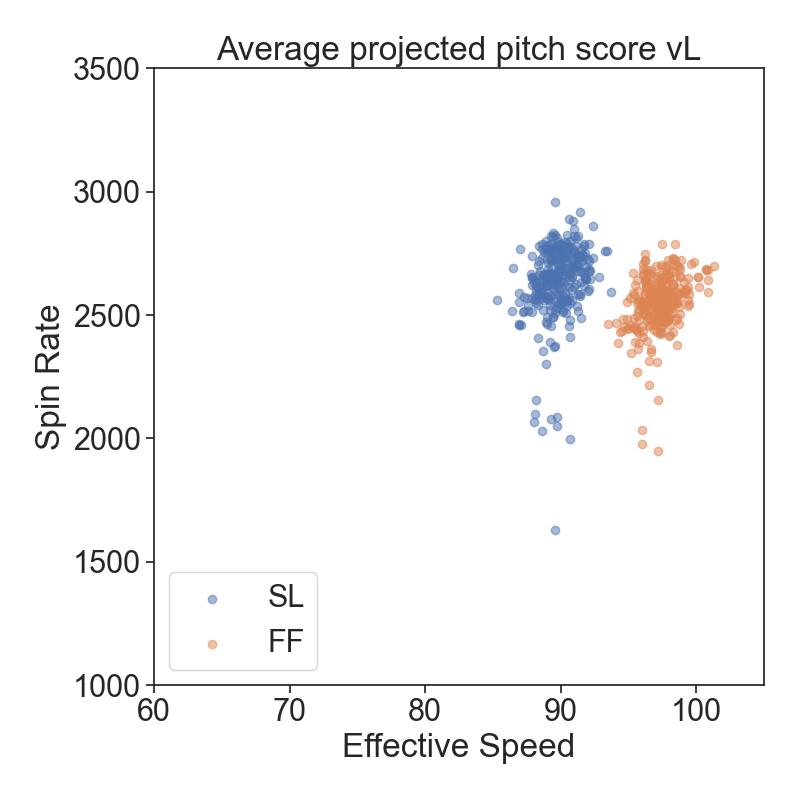 Average projected pitch score vL
3500
3000
2500
2000
1500
1000
Spin Rate
SL
FF
60 70 80 90 100
Effective Speed